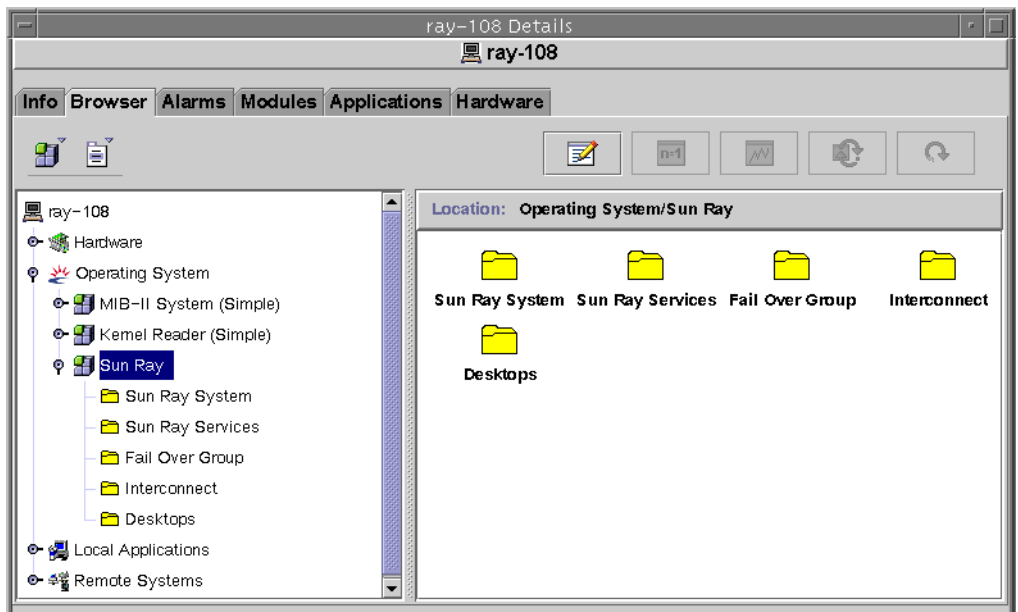 ray-108 Details
ray-108
Info Browser Alarms Modules Applications Hardware
n=1
ray-108
Hardware
Operating System
MIB-II System (Simple)
Kernel Reader (Simple)
Sun Ray
Sun Ray System
Sun Ray Services
Fail Over Group
Interconnect
Desktops
Local Applications
Remote Systems
Location: Operating System/Sun Ray
Sun Ray System Sun Ray Services Fail Over Group Interconnect
Desktops